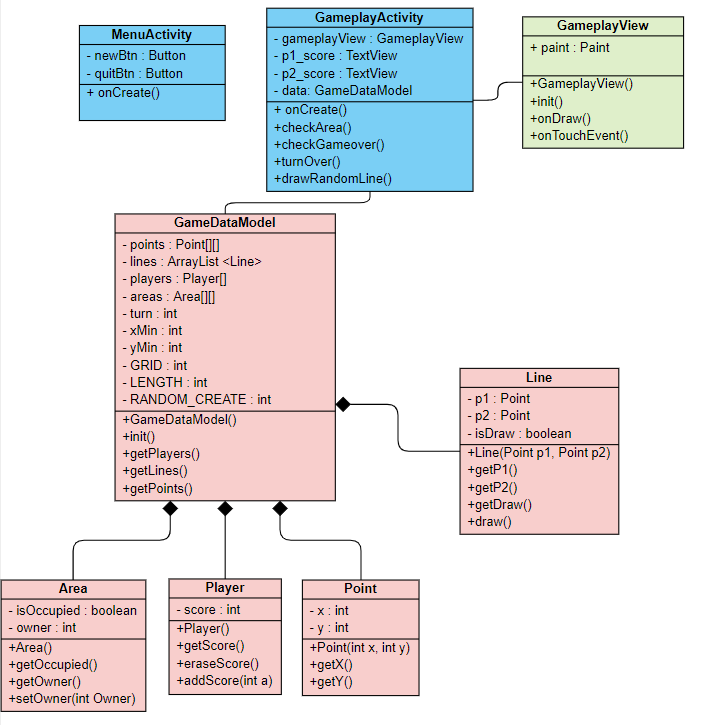 MenuActivity
- newBtn : Button
- quitBtn : Button
+ onCreate()
GameplayActivity
- gameplayView : GameplayView
- p1_score : TextView
- p2_score : TextView
- data: GameDataModel
+ onCreate()
+checkArea()
+checkGameover()
+turnOver()
+drawRandomLine()
GameplayView
+ paint : Paint
+GameplayView()
+init()
+onDraw()
+onTouchEvent()
GameDataModel
- points : Point[][]
- lines : ArrayList <Line>
- players : Player[]
- areas : Area[][]
- turn : int
- xMin : int
- yMin : int
- GRID : int
- LENGTH : int
- RANDOM_CREATE : int
+GameDataModel()
+init()
+getPlayers()
+getLines()
+getPoints()
Line
- p1 : Point
- p2 : Point
- isDraw : boolean
+Line(Point p1, Point p2)
+getP1()
+getP2()
+getDraw()
+draw()
Area
- isOccupied : boolean
- owner : int
+Area()
+getOccupied()
+getOwner()
+setOwner(int Owner)
Player
- score : int
+Player()
+getScore()
+eraseScore()
+addScore(int a)
Point
- x : int
- y : int
+Point(int x, int y)
+getX()
+getY()